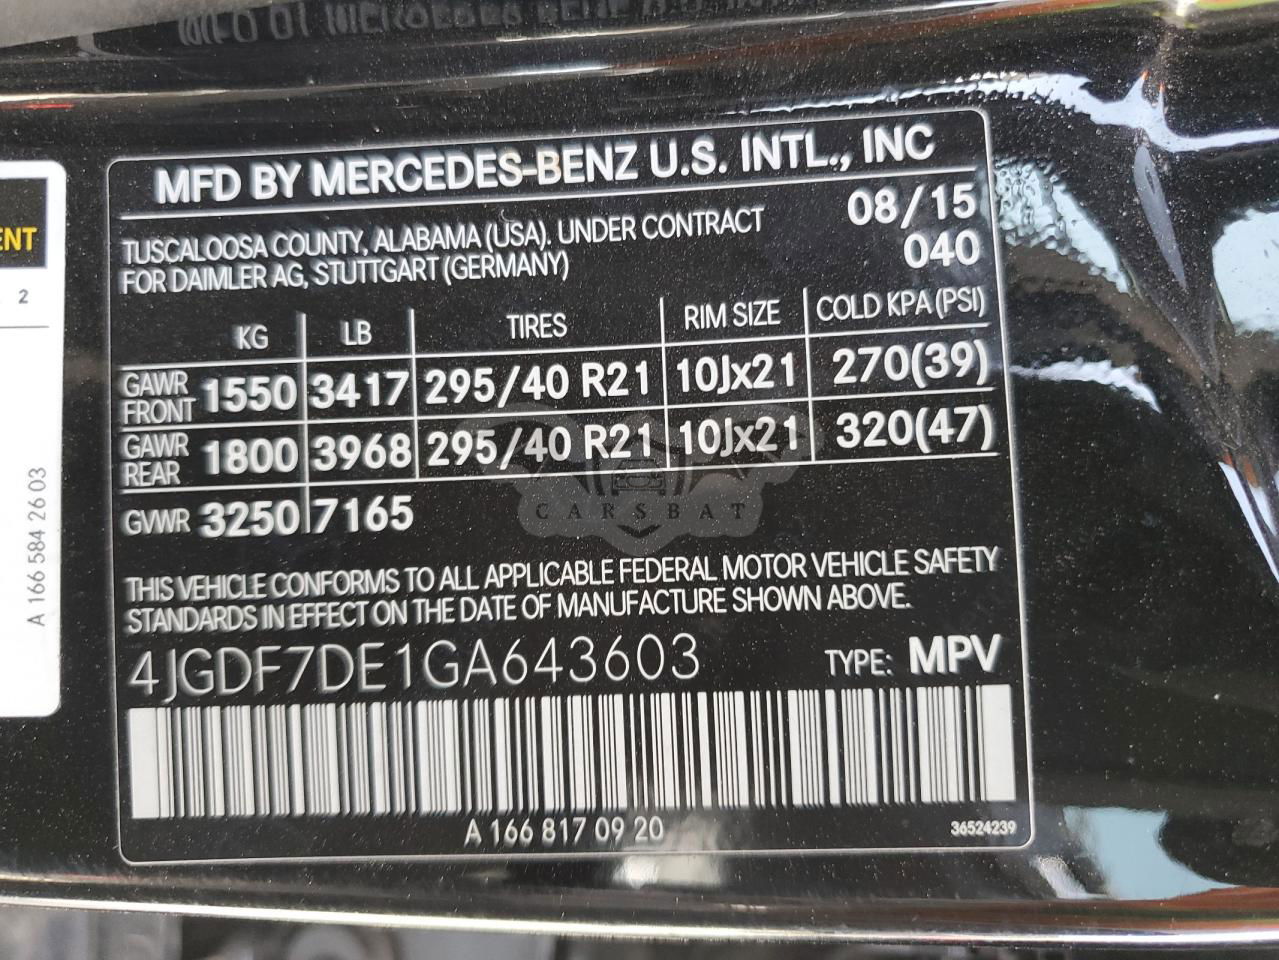 MFD BY MERCEDES-BENZ U.S. INTL., INC
TUSCALOOSA COUNTY, ALABAMA (USA). UNDER CONTRACT
FOR DAIMLER AG, STUTTGART (GERMANY)
08/15
040
KG LB TIRES RIM SIZE COLD KPA (PSI)
GAWR FRONT 1550 3417 295/40 R21 10Jx21 270(39)
GAWR REAR 1800 3968 295/40 R21 10Jx21 320(47)
GVWR 3250 7165
CARSBAT
THIS VEHICLE CONFORMS TO ALL APPLICABLE FEDERAL MOTOR VEHICLE SAFETY
STANDARDS IN EFFECT ON THE DATE OF MANUFACTURE SHOWN ABOVE.
4JGDF7DE1GA643603 TYPE: MPV
A 166 817 09 20
36524239
2
A 166 584 26 03